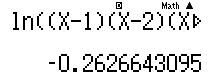 Math ▲
ln((X-1)(X-2)(X▷
-0.2626643095